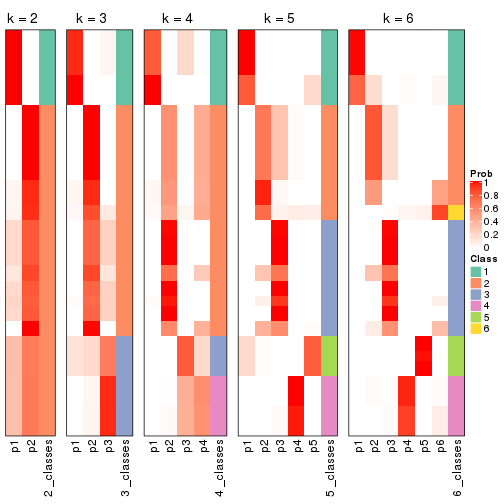 k = 2
k = 3
k = 4
k = 5
k = 6
Prob
1
0.8
0.6
0.4
0.2
0
Class
1
2
3
4
5
6
p1
p2
2_classes
p1
p2
p3
3_classes
p1
p2
p3
p4
4_classes
p1
p2
p3
p4
p5
5_classes
p1
p2
p3
p4
p5
p6
6_classes